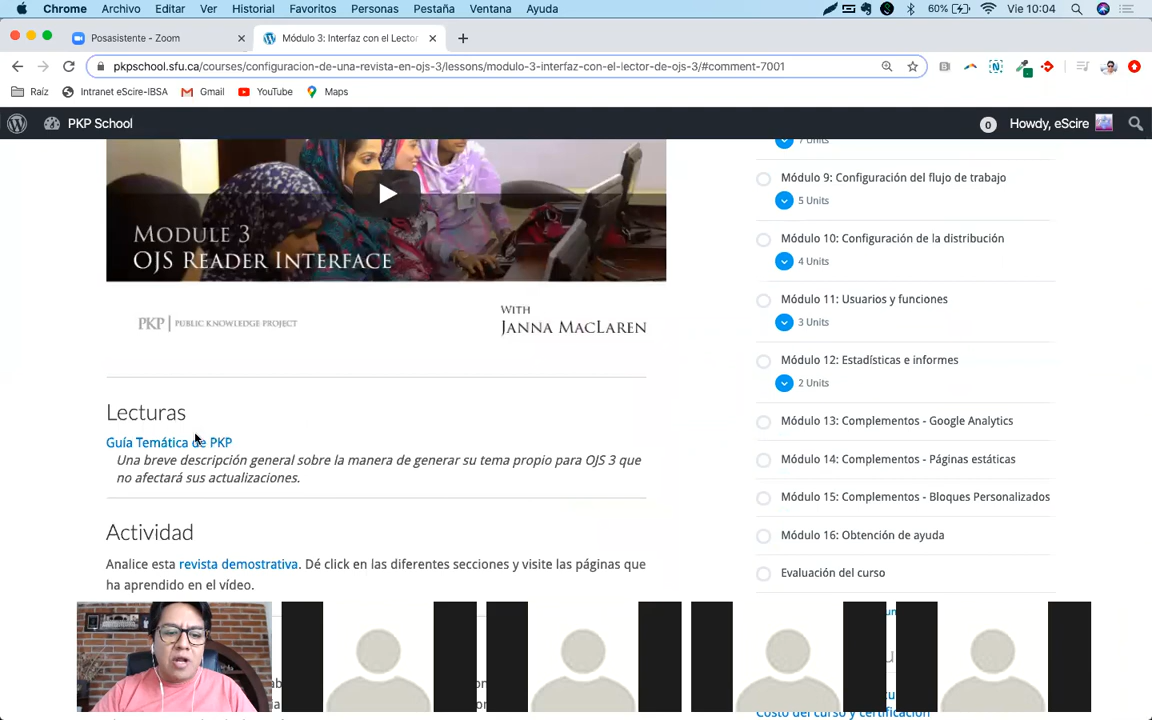 Chrome Archivo Editar Ver Historial Favoritos Personas Pestaña Ventana Ayuda 60% Vie 10:04
Posasistente - Zoom
Módulo 3: Interfaz con el Lector
pkpschool.sfu.ca/courses/configuracion-de-una-revista-en-ojs-3/lessons/modulo-3-interfaz-con-el-lector-de-ojs-3/#comment-7001
Raíz Intranet eScire-IBSA Gmail YouTube Maps
PKP School 0 Howdy, eScire
MODULE 3
OJS READER INTERFACE
PKP PUBLIC KNOWLEDGE PROJECT
WITH
JANNA MACLAREN
Lecturas
Guía Temática de PKP
Una breve descripción general sobre la manera de generar su tema propio para OJS 3 que
no afectará sus actualizaciones.
Actividad
Analice esta revista demostrativa. Dé click en las diferentes secciones y visite las páginas que
ha aprendido en el vídeo.
7 Units
Módulo 9: Configuración del flujo de trabajo
5 Units
Módulo 10: Configuración de la distribución
4 Units
Módulo 11: Usuarios y funciones
3 Units
Módulo 12: Estadísticas e informes
2 Units
Módulo 13: Complementos - Google Analytics
Módulo 14: Complementos - Páginas estáticas
Módulo 15: Complementos - Bloques Personalizados
Módulo 16: Obtención de ayuda
Evaluación del curso
Costo del curso y certificación